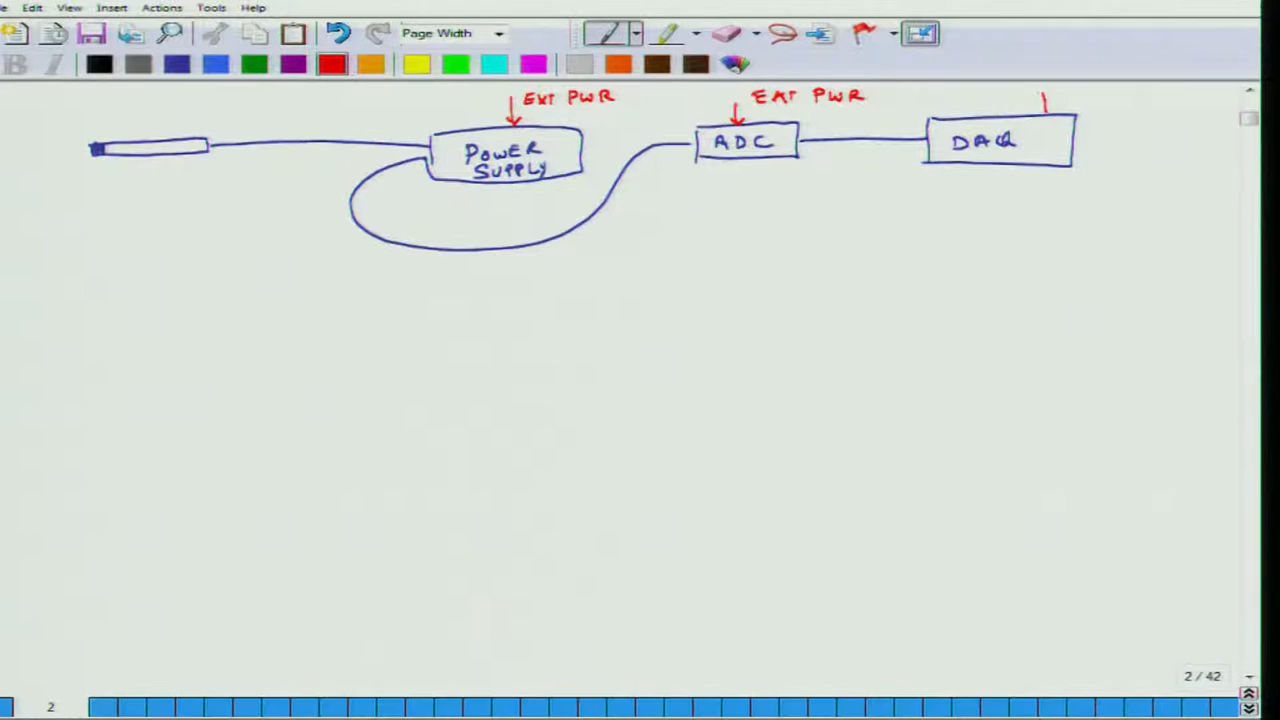 Edit View Insert Actions Tools Help
Page Width
B I
EXT PWR
EXT PWR
POWER
SUPPLY
ADC
DAQ
2 / 42
2